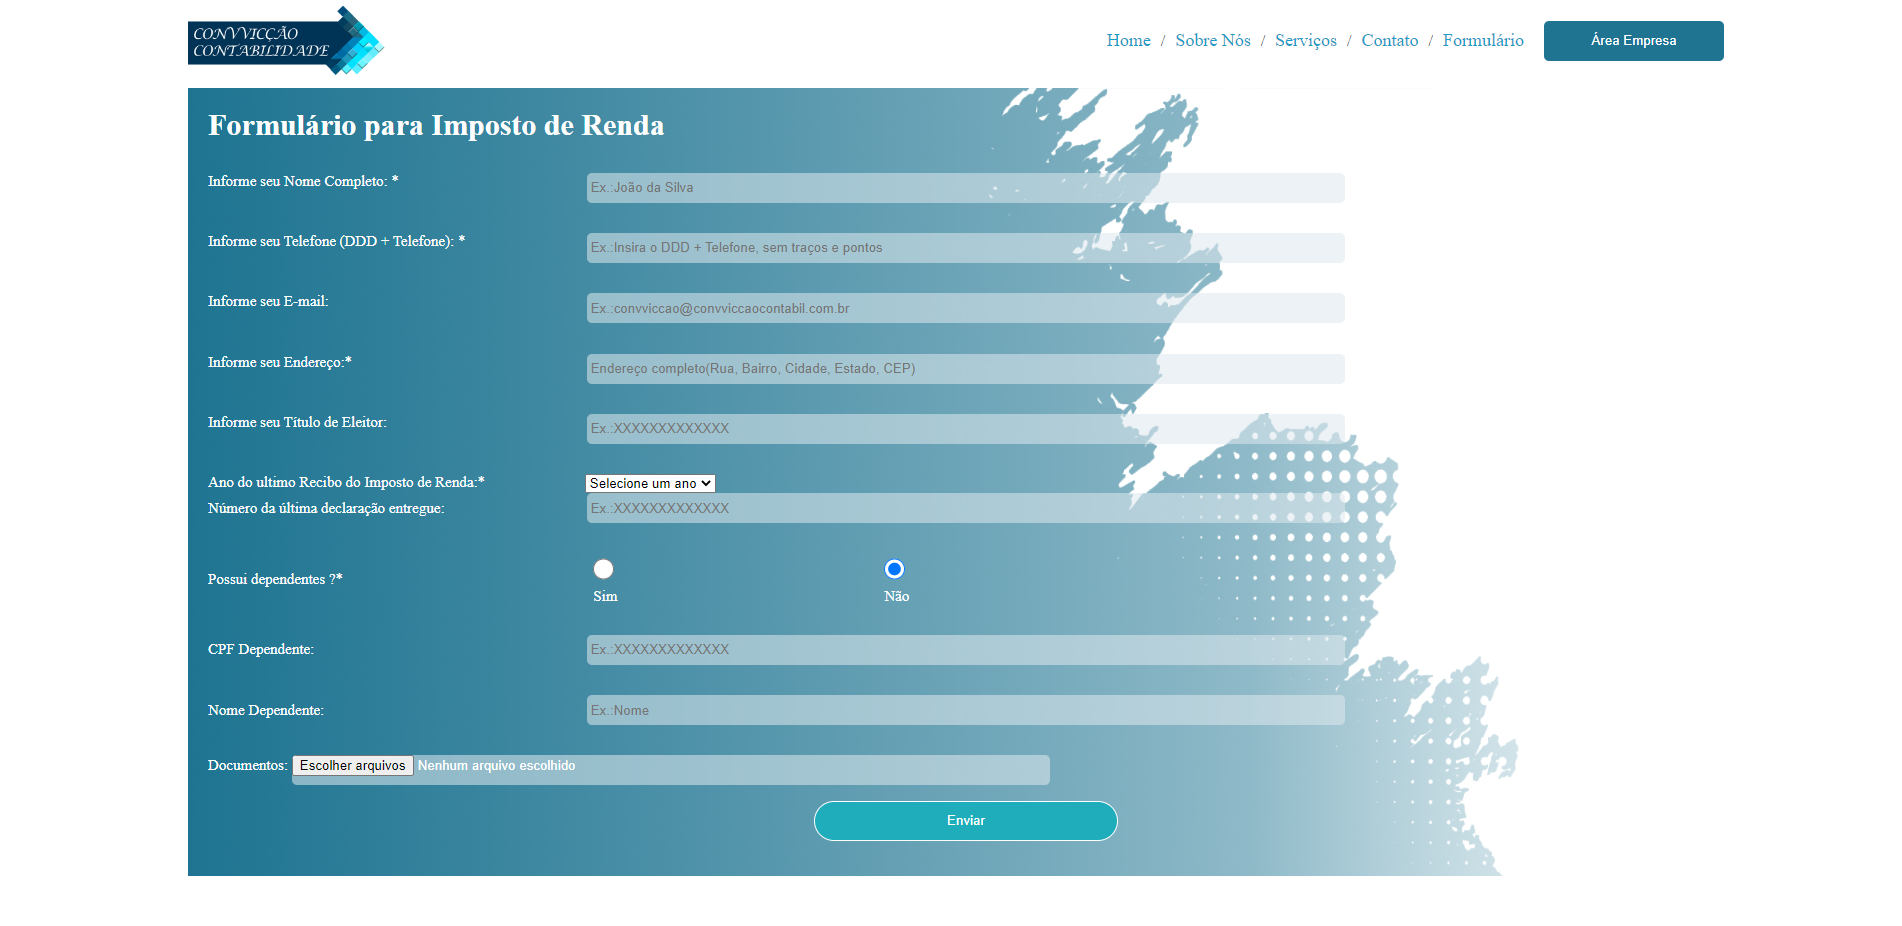 CONVVICÇÃO
CONTABILIDADE
Home / Sobre Nós / Serviços / Contato / Formulário
Área Empresa
Formulário para Imposto de Renda
Informe seu Nome Completo: *
Ex.:João da Silva
Informe seu Telefone (DDD + Telefone): *
Ex.:Insira o DDD + Telefone, sem traços e pontos
Informe seu E-mail:
Ex.:convviccao@convviccaocontabil.com.br
Informe seu Endereço:*
Endereço completo(Rua, Bairro, Cidade, Estado, CEP)
Informe seu Título de Eleitor:
Ex.:XXXXXXXXXXXXX
Ano do ultimo Recibo do Imposto de Renda:*
Selecione um ano
Número da última declaração entregue:
Ex.:XXXXXXXXXXXXX
Possui dependentes ?*
Sim
Não
CPF Dependente:
Ex.:XXXXXXXXXXXXX
Nome Dependente:
Ex.:Nome
Documentos: Escolher arquivos Nenhum arquivo escolhido
Enviar